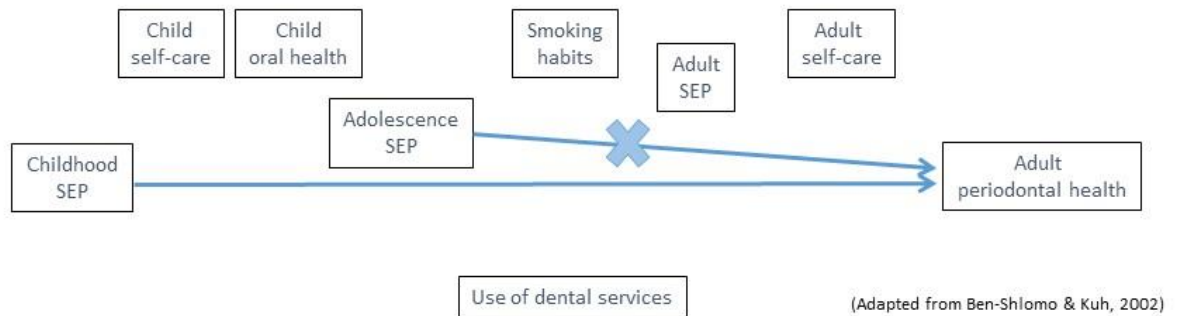 Child
self-care
Child
oral health
Smoking
habits
Adult
SEP
Adult
self-care
Adolescence
SEP
Childhood
SEP
Adult
periodontal health
Use of dental services
(Adapted from Ben-Shlomo & Kuh, 2002)